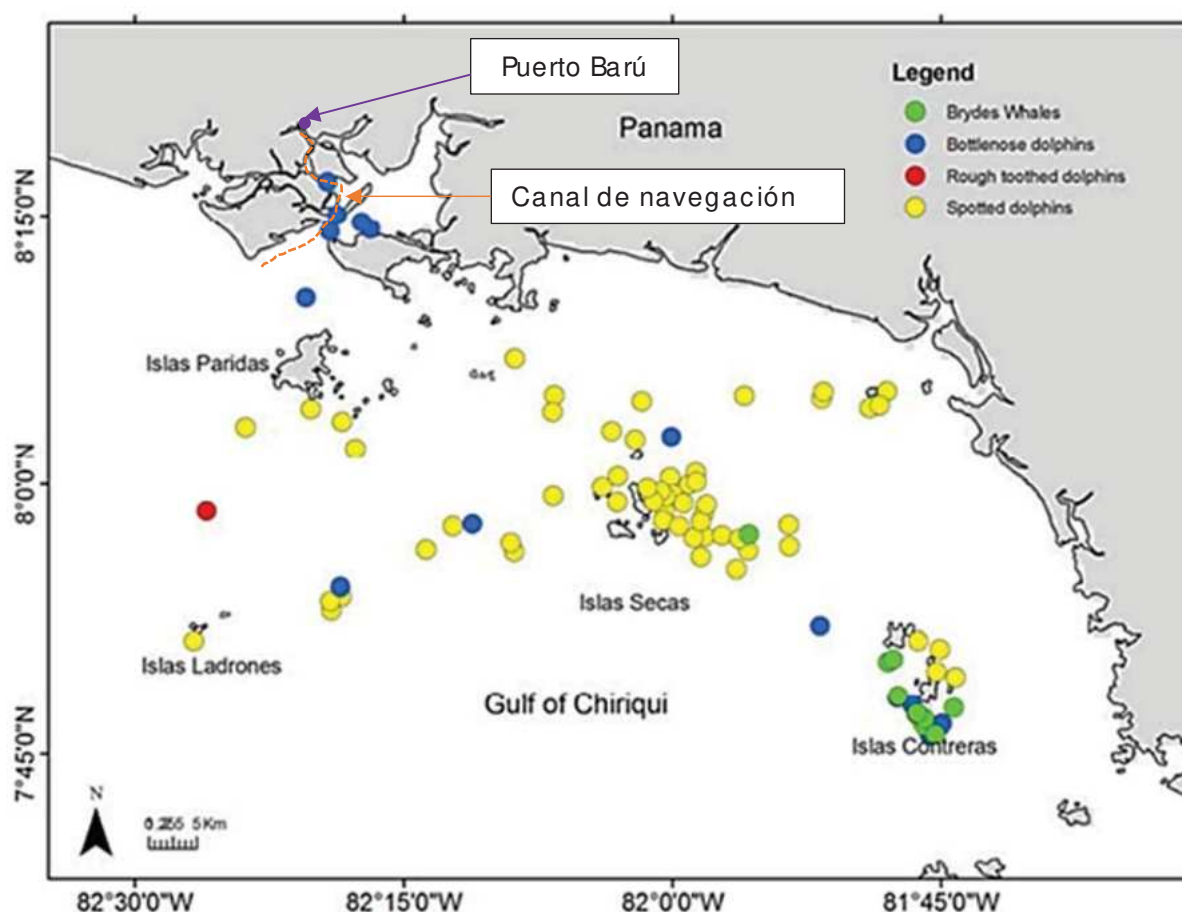 Puerto Barú
Legend
Brydes Whales
Bottlenose dolphins
Rough toothed dolphins
Spotted dolphins
Panama
Canal de navegación
8°15'0"N
Islas Paridas
8°0'0"N
Islas Secas
Islas Ladrones
Gulf of Chiriqui
Islas Contreras
7°45'0"N
N
5 Km
82°30'0"W
82°15'0"W
82°0'0"W
81°45'0"W